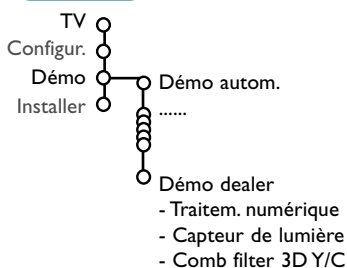 TV
Configur.
Démo
Installer
Démo autom.
......
Démo dealer
- Traitem. numérique
- Capteur de lumière
- Comb filter 3D Y/C